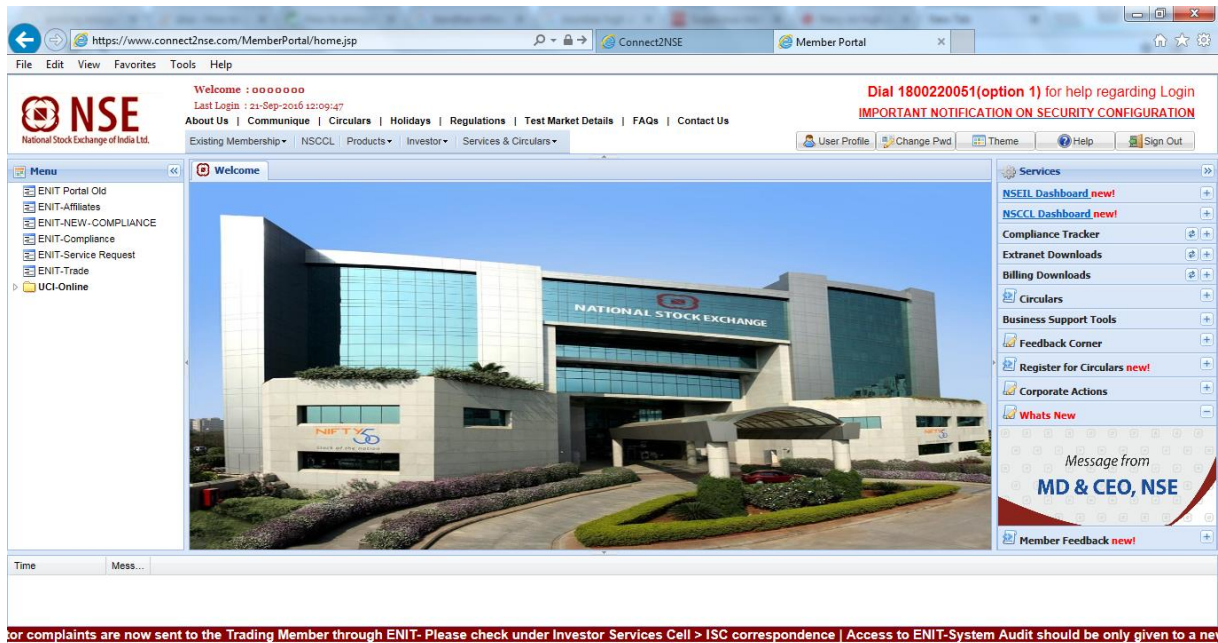 https://www.connect2nse.com/MemberPortal/home.jsp
Connect2NSE
Member Portal
File Edit View Favorites Tools Help
NSE
National Stock Exchange of India Ltd.
Welcome : 0000000
Last Login : 21-Sep-2016 12:09:47
About Us | Communique | Circulars | Holidays | Regulations | Test Market Details | FAQs | Contact Us
Existing Membership NSCCL Products Investor Services & Circulars
Dial 1800220051(option 1) for help regarding Login
IMPORTANT NOTIFICATION ON SECURITY CONFIGURATION
User Profile Change Pwd Theme Help Sign Out
Menu
ENIT Portal Old
ENIT-Affiliates
ENIT-NEW-COMPLIANCE
ENIT-Compliance
ENIT-Service Request
ENIT-Trade
UCI-Online
Welcome
NATIONAL STOCK EXCHANGE
NIFTY 50
stock of the nation
NIFTY 50
Services
NSEIL Dashboard new!
NSCCL Dashboard new!
Compliance Tracker
Extranet Downloads
Billing Downloads
Circulars
Business Support Tools
Feedback Corner
Register for Circulars new!
Corporate Actions
Whats New
Message from
MD & CEO, NSE
Member Feedback new!
Time Mess...
tor complaints are now sent to the Trading Member through ENIT- Please check under Investor Services Cell > ISC correspondence | Access to ENIT-System Audit should be only given to a ne